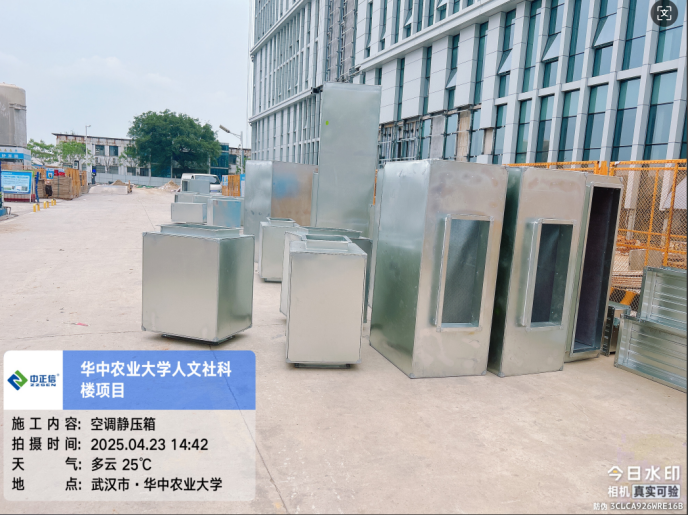 中正信
华中农业大学人文社科
楼项目
施工内容: 空调静压箱
拍摄时间: 2025.04.23 14:42
天 气: 多云 25℃
地 点: 武汉市·华中农业大学
今日水印
相机 真实可验
防伪